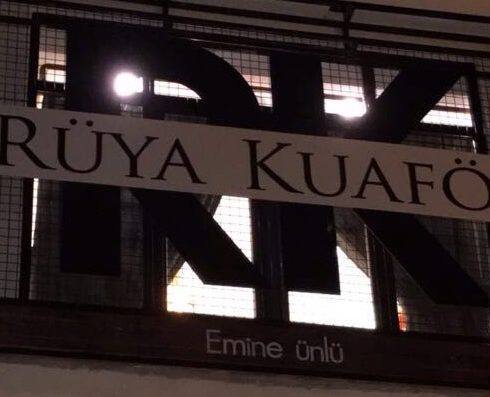 RK
RÜYA KUAFÖ
Emine ünlü